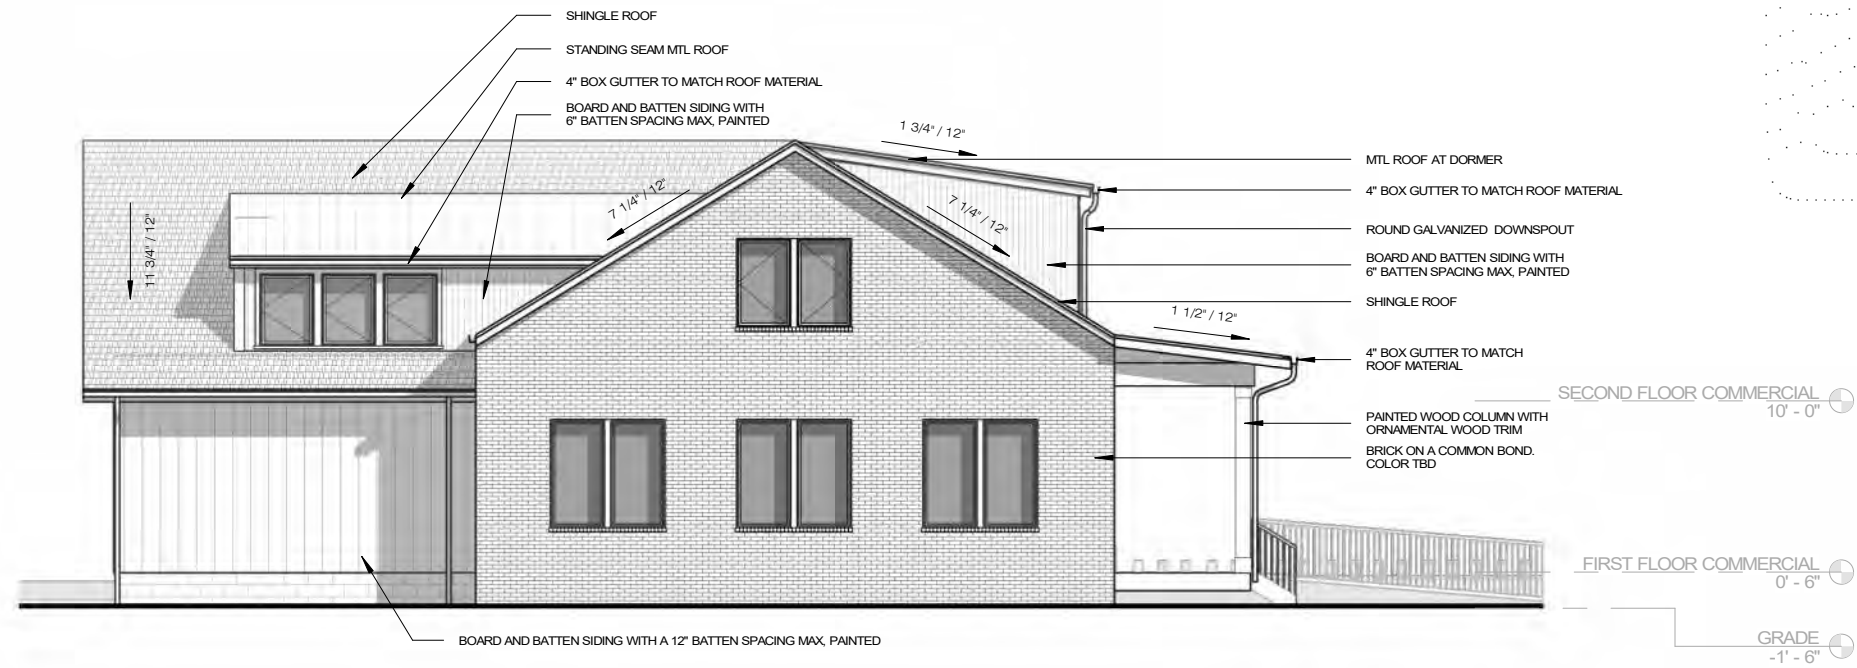 SHINGLE ROOF
STANDING SEAM MTL ROOF
4" BOX GUTTER TO MATCH ROOF MATERIAL
BOARD AND BATTEN SIDING WITH
6" BATTEN SPACING MAX, PAINTED
1 3/4" / 12"
7 1/4" / 12"
7 1/4" / 12"
11 3/4" / 12"
1 1/2" / 12"
MTL ROOF AT DORMER
4" BOX GUTTER TO MATCH ROOF MATERIAL
ROUND GALVANIZED DOWNSPOUT
BOARD AND BATTEN SIDING WITH
6" BATTEN SPACING MAX, PAINTED
SHINGLE ROOF
4" BOX GUTTER TO MATCH
ROOF MATERIAL
PAINTED WOOD COLUMN WITH
ORNAMENTAL WOOD TRIM
BRICK ON A COMMON BOND.
COLOR TBD
SECOND FLOOR COMMERCIAL
10' - 0"
FIRST FLOOR COMMERCIAL
0' - 6"
GRADE
-1' - 6"
BOARD AND BATTEN SIDING WITH A 12" BATTEN SPACING MAX, PAINTED